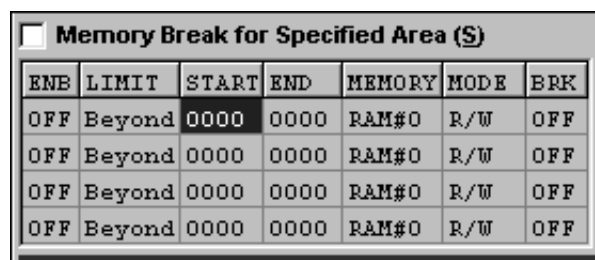 Memory Break for Specified Area (S)
ENB LIMIT START END MEMORY MODE BRK
OFF Beyond 0000 0000 RAM#0 R/W OFF
OFF Beyond 0000 0000 RAM#0 R/W OFF
OFF Beyond 0000 0000 RAM#0 R/W OFF
OFF Beyond 0000 0000 RAM#0 R/W OFF